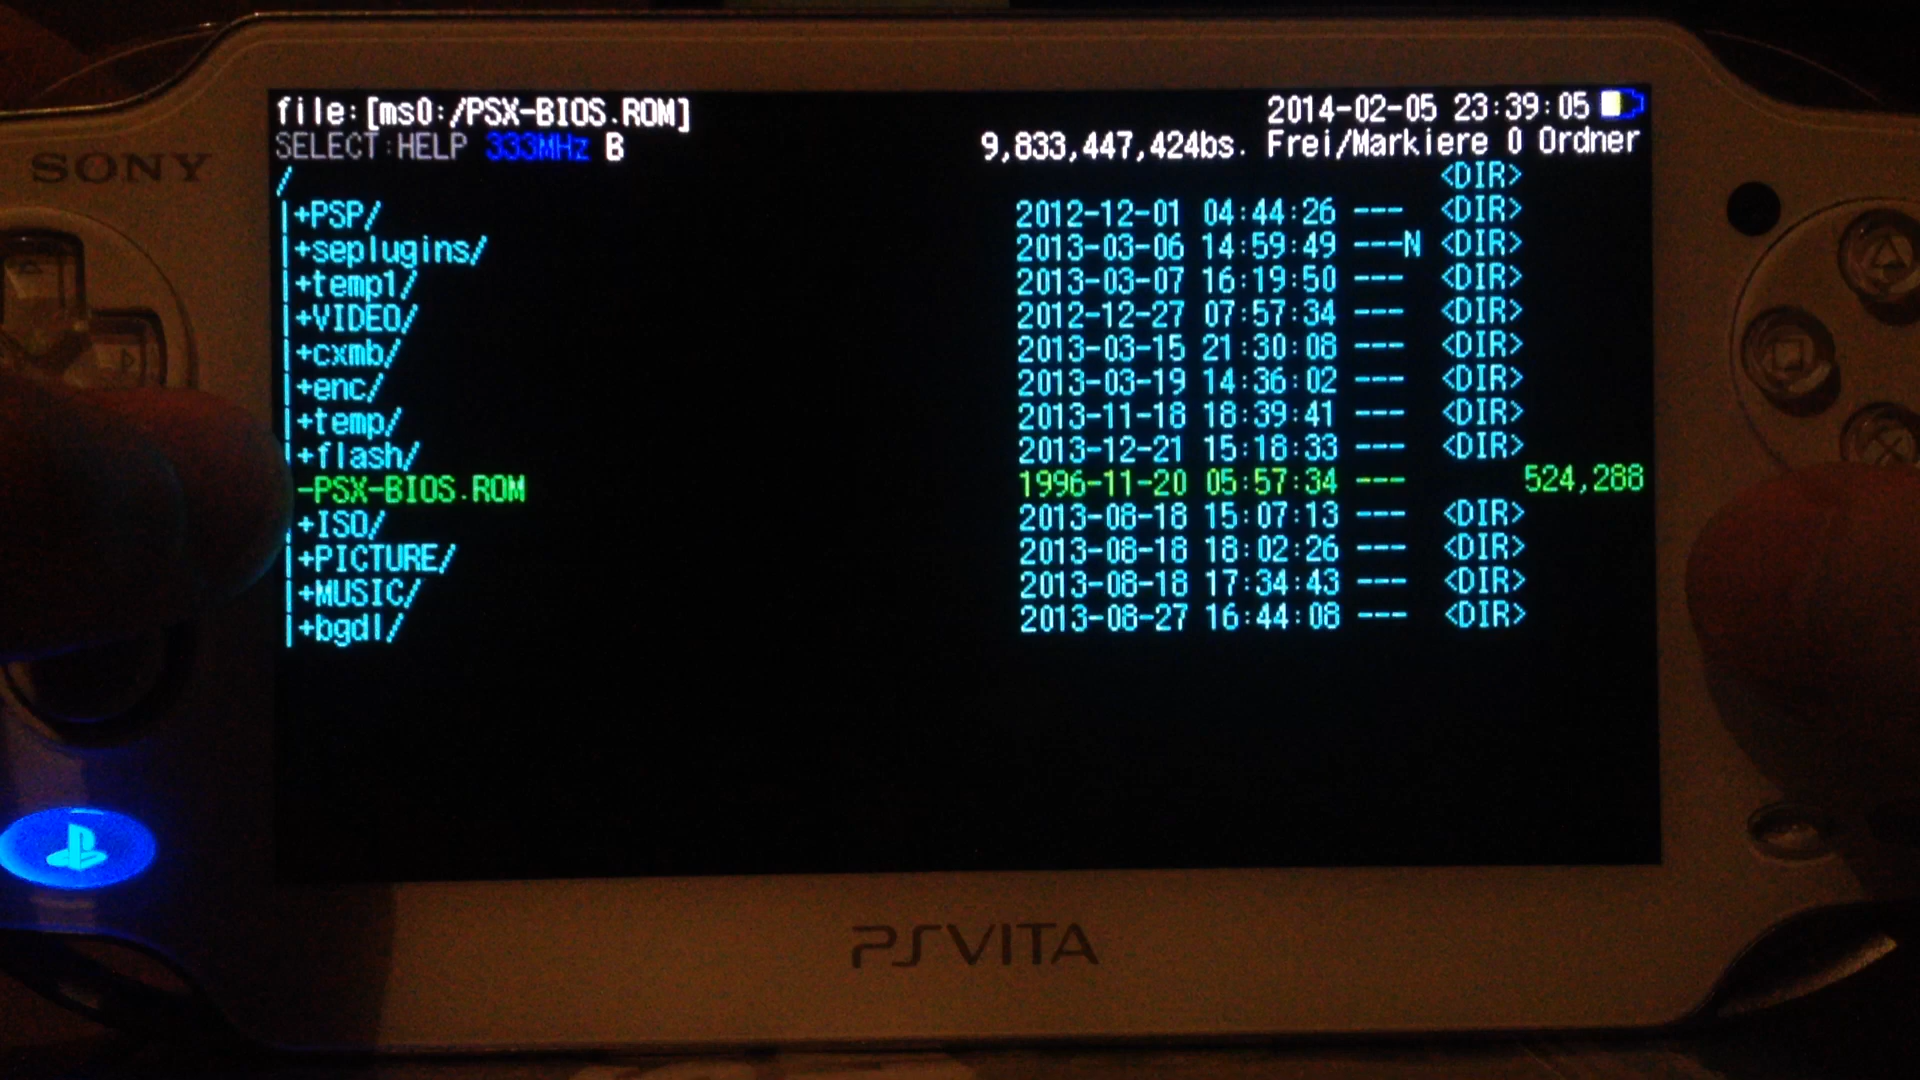 SONY
file:[ms0:/PSX-BIOS.ROM] 2014-02-05 23:39:05
SELECT:HELP 333MHz B 9,833,447,424bs. Frei/Markiere 0 Ordner
/ <DIR>
|+PSP/ 2012-12-01 04:44:26 --- <DIR>
|+seplugins/ 2013-03-06 14:59:49 ---N <DIR>
|+temp1/ 2013-03-07 16:19:50 --- <DIR>
|+VIDEO/ 2012-12-27 07:57:34 --- <DIR>
|+cxmb/ 2013-03-15 21:30:08 --- <DIR>
|+enc/ 2013-03-19 14:36:02 --- <DIR>
|+temp/ 2013-11-18 18:39:41 --- <DIR>
|+flash/ 2013-12-21 15:18:33 --- <DIR>
-PSX-BIOS.ROM 1996-11-20 05:57:34 --- 524,288
|+ISO/ 2013-08-18 15:07:13 --- <DIR>
|+PICTURE/ 2013-08-18 18:02:26 --- <DIR>
|+MUSIC/ 2013-08-18 17:34:43 --- <DIR>
|+bgdl/ 2013-08-27 16:44:08 --- <DIR>
PSVITA